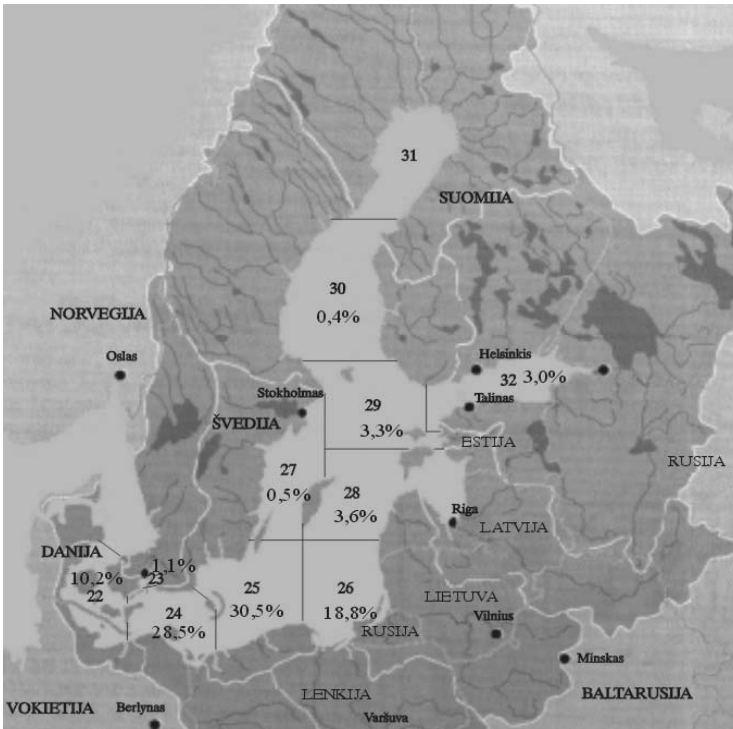 31
SUOMIJA
30
0,4%
NORVEGIJA
Oslas
Helsinkis
32 3,0%
Stokholmas
29
Talinas
ŠVEDIJA
3,3%
ESTIJA
RUSIJA
27
0,5%
28
3,6%
Riga
LATVIJA
DANIJA
1,1%
10,2%
23
22
25
26
LIETUVA
24
30,5%
18,8%
Vilnius
28,5%
RUSIJA
Minskas
LENKIJA
BALTARUSIJA
VOKIETIJA
Berlynas
Varšuva